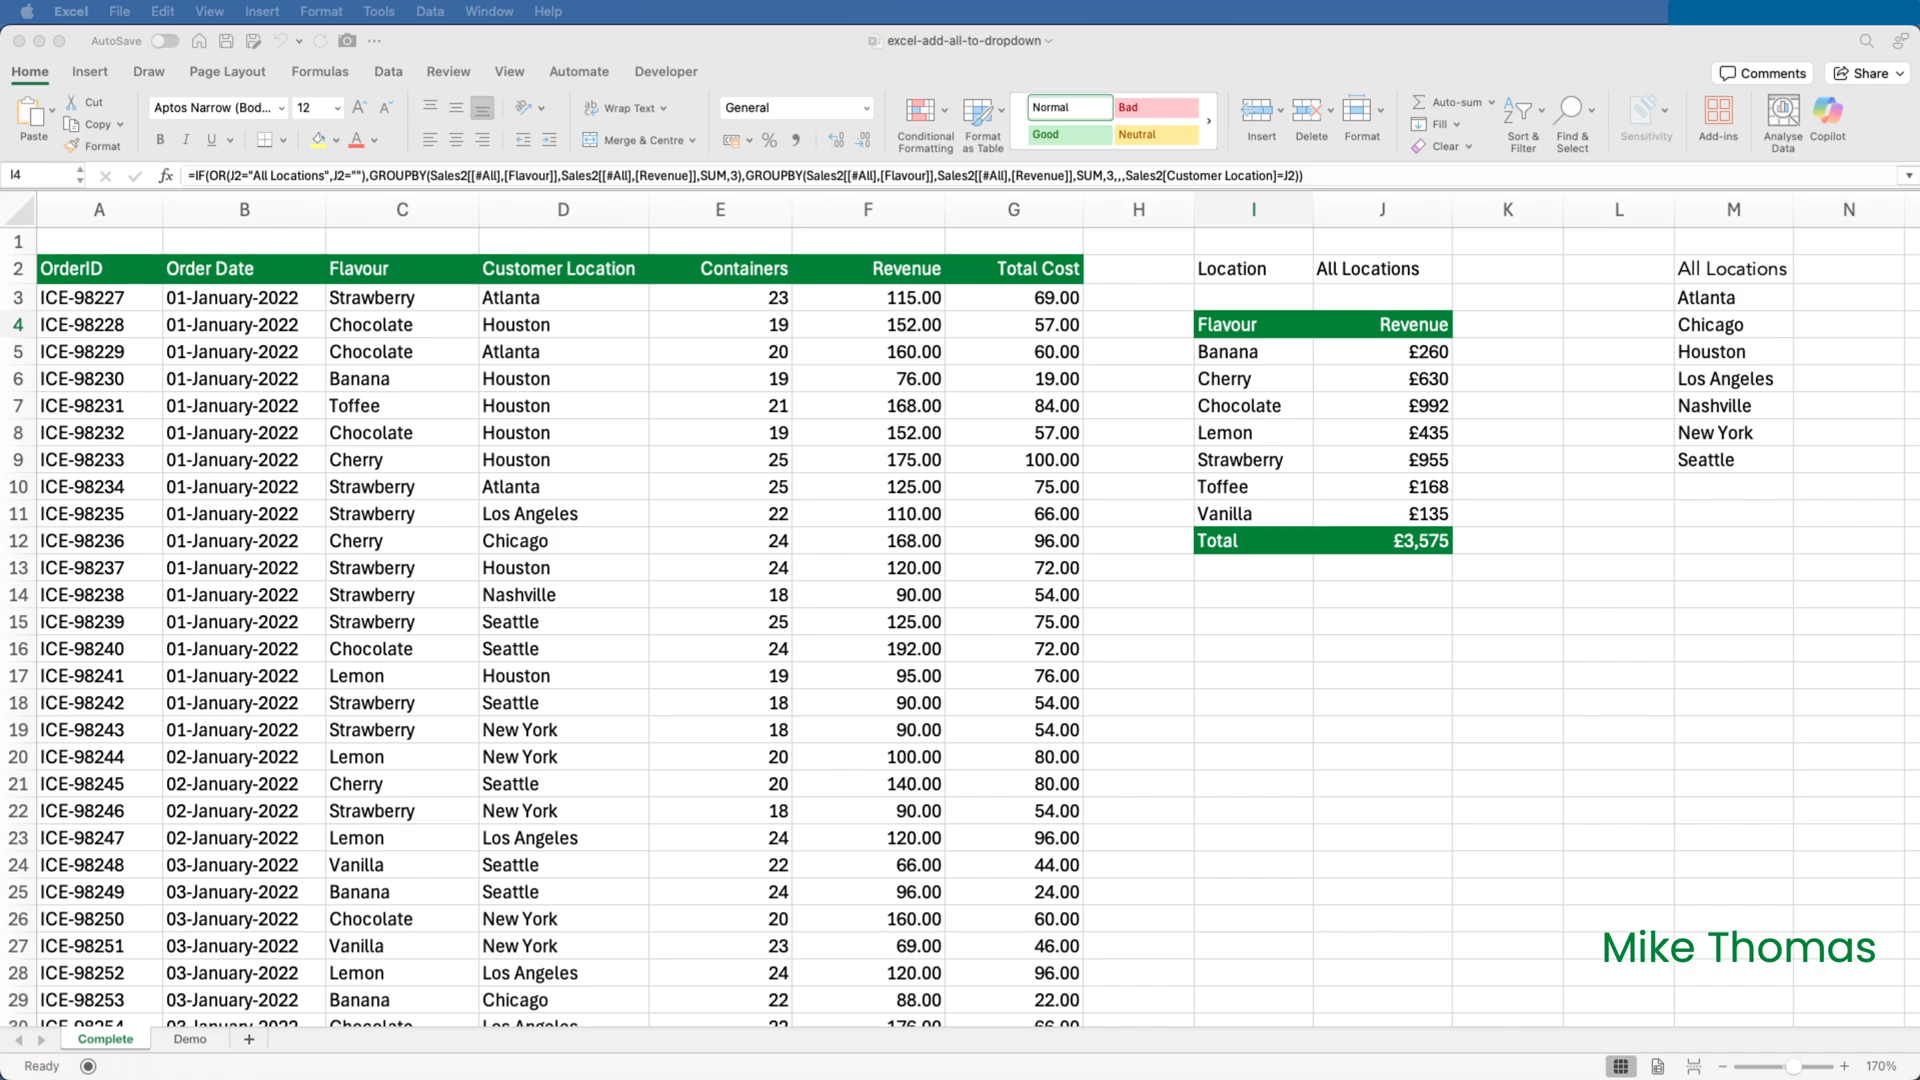 Excel File Edit View Insert Format Tools Data Window Help
AutoSave excel-add-all-to-dropdown
Home Insert Draw Page Layout Formulas Data Review View Automate Developer Comments Share
Paste Cut Copy Format
Aptos Narrow (Bod... 12
B I U A
Wrap Text
Merge & Centre
General
%
Conditional Formatting Format as Table
Normal Bad
Good Neutral
Insert Delete Format
Auto-sum
Fill
Clear
Sort & Filter Find & Select Sensitivity Add-ins Analyse Data Copilot
I4 fx =IF(OR(J2="All Locations",J2=""),GROUPBY(Sales2[[#All],[Flavour]],Sales2[[#All],[Revenue]],SUM,3),GROUPBY(Sales2[[#All],[Flavour]],Sales2[[#All],[Revenue]],SUM,3,,,Sales2[Customer Location]=J2))
A B C D E F G H I J K L M N
1
2 OrderID Order Date Flavour Customer Location Containers Revenue Total Cost Location All Locations All Locations
3 ICE-98227 01-January-2022 Strawberry Atlanta 23 115.00 69.00 Atlanta
4 ICE-98228 01-January-2022 Chocolate Houston 19 152.00 57.00 Flavour Revenue Chicago
5 ICE-98229 01-January-2022 Chocolate Atlanta 20 160.00 60.00 Banana £260 Houston
6 ICE-98230 01-January-2022 Banana Houston 19 76.00 19.00 Cherry £630 Los Angeles
7 ICE-98231 01-January-2022 Toffee Houston 21 168.00 84.00 Chocolate £992 Nashville
8 ICE-98232 01-January-2022 Chocolate Houston 19 152.00 57.00 Lemon £435 New York
9 ICE-98233 01-January-2022 Cherry Houston 25 175.00 100.00 Strawberry £955 Seattle
10 ICE-98234 01-January-2022 Strawberry Atlanta 25 125.00 75.00 Toffee £168
11 ICE-98235 01-January-2022 Strawberry Los Angeles 22 110.00 66.00 Vanilla £135
12 ICE-98236 01-January-2022 Cherry Chicago 24 168.00 96.00 Total £3,575
13 ICE-98237 01-January-2022 Strawberry Houston 24 120.00 72.00
14 ICE-98238 01-January-2022 Strawberry Nashville 18 90.00 54.00
15 ICE-98239 01-January-2022 Strawberry Seattle 25 125.00 75.00
16 ICE-98240 01-January-2022 Chocolate Seattle 24 192.00 72.00
17 ICE-98241 01-January-2022 Lemon Houston 19 95.00 76.00
18 ICE-98242 01-January-2022 Strawberry Seattle 18 90.00 54.00
19 ICE-98243 01-January-2022 Strawberry New York 18 90.00 54.00
20 ICE-98244 02-January-2022 Lemon New York 20 100.00 80.00
21 ICE-98245 02-January-2022 Cherry Seattle 20 140.00 80.00
22 ICE-98246 02-January-2022 Strawberry New York 18 90.00 54.00
23 ICE-98247 02-January-2022 Lemon Los Angeles 24 120.00 96.00
24 ICE-98248 03-January-2022 Vanilla Seattle 22 66.00 44.00
25 ICE-98249 03-January-2022 Banana Seattle 24 96.00 24.00
26 ICE-98250 03-January-2022 Chocolate New York 20 160.00 60.00
27 ICE-98251 03-January-2022 Vanilla New York 23 69.00 46.00
28 ICE-98252 03-January-2022 Lemon Los Angeles 24 120.00 96.00
29 ICE-98253 03-January-2022 Banana Chicago 22 88.00 22.00
30 ICE-98254 03-January-2022 Chocolate Los Angeles 22 176.00 66.00
Mike Thomas
Complete Demo +
Ready 170%